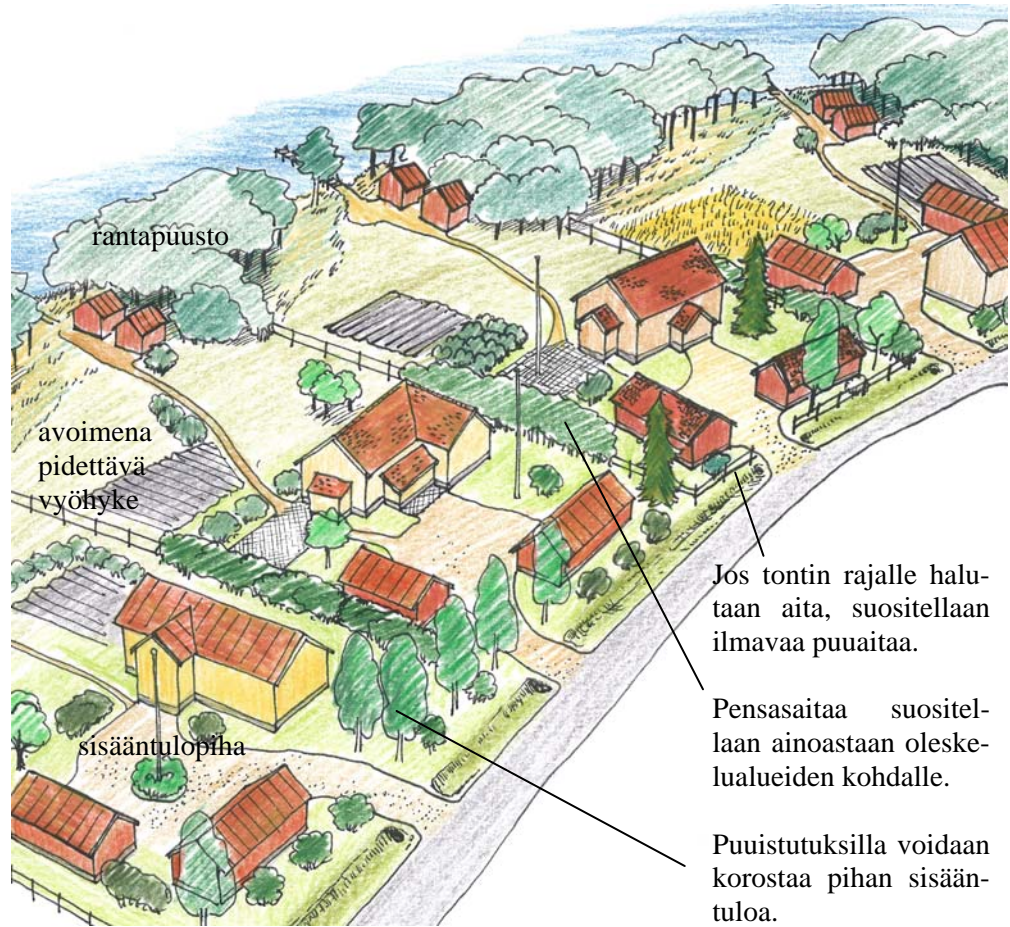 rantapuusto
avoimena
pidettävä
vyöhyke
sisääntulopiha
Jos tontin rajalle halu-
taan aita, suositellaan
ilmavaa puuaitaa.
Pensasaitaa suositel-
laan ainoastaan oleske-
lualueiden kohdalle.
Puuistutuksilla voidaan
korostaa pihan sisään-
tuloa.